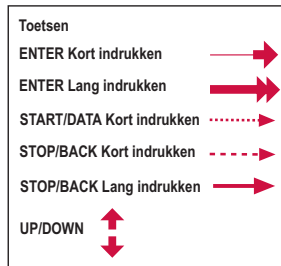 Toetsen
ENTER Kort indrukken
ENTER Lang indrukken
START/DATA Kort indrukken
STOP/BACK Kort indrukken
STOP/BACK Lang indrukken
UP/DOWN